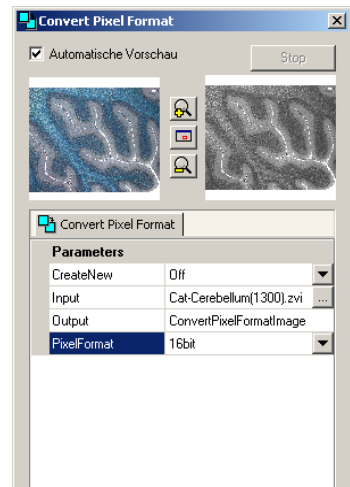 Convert Pixel Format
Automatische Vorschau
Stop
Convert Pixel Format
Parameters
CreateNew Off
Input Cat-Cerebellum(1300).zvi ...
Output ConvertPixelFormatImage
PixelFormat 16bit